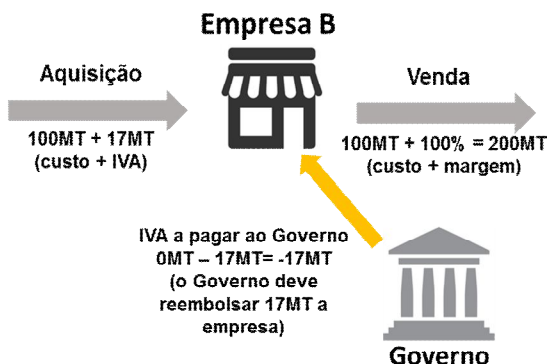 Empresa B
Aquisição
100MT + 17MT
(custo + IVA)
Venda
100MT + 100% = 200MT
(custo + margem)
IVA a pagar ao Governo
0MT – 17MT= -17MT
(o Governo deve
reembolsar 17MT a
empresa)
Governo